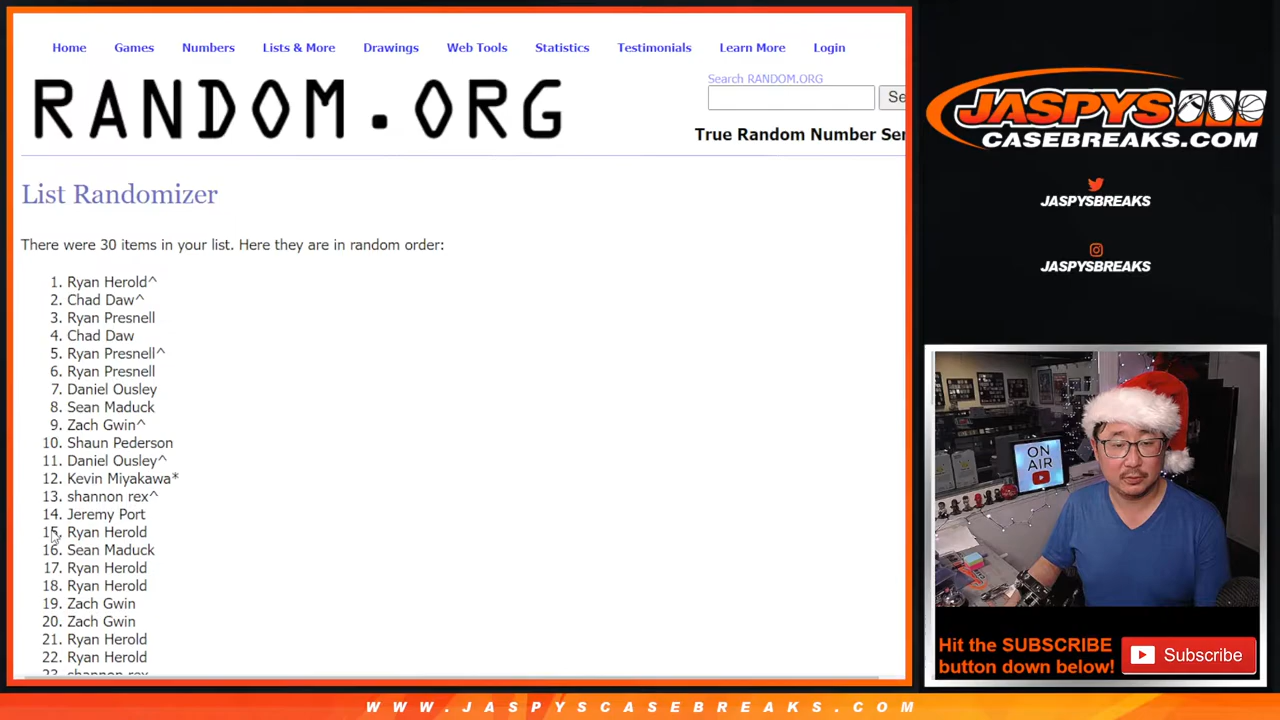 Home Games Numbers Lists & More Drawings Web Tools Statistics Testimonials Learn More Login
RANDOM.ORG
Search RANDOM.ORG
Se
True Random Number Ser
List Randomizer
There were 30 items in your list. Here they are in random order:
1. Ryan Herold^
2. Chad Daw^
3. Ryan Presnell
4. Chad Daw
5. Ryan Presnell^
6. Ryan Presnell
7. Daniel Ousley
8. Sean Maduck
9. Zach Gwin^
10. Shaun Pederson
11. Daniel Ousley^
12. Kevin Miyakawa*
13. shannon rex^
14. Jeremy Port
15. Ryan Herold
16. Sean Maduck
17. Ryan Herold
18. Ryan Herold
19. Zach Gwin
20. Zach Gwin
21. Ryan Herold
22. Ryan Herold
23. shannon rex
JASPYS
CASEBREAKS.COM
JASPYSBREAKS
JASPYSBREAKS
ON
AIR
Hit the SUBSCRIBE
button down below!
Subscribe
WWW.JASPYSCASEBREAKS.COM